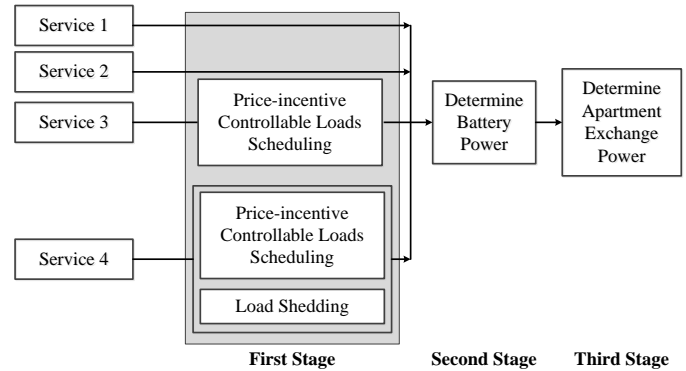 Service 1
Service 2
Service 3
Price-incentive
Controllable Loads
Scheduling
Determine
Battery
Power
Determine
Apartment
Exchange
Power
Service 4
Price-incentive
Controllable Loads
Scheduling
Load Shedding
First Stage
Second Stage
Third Stage